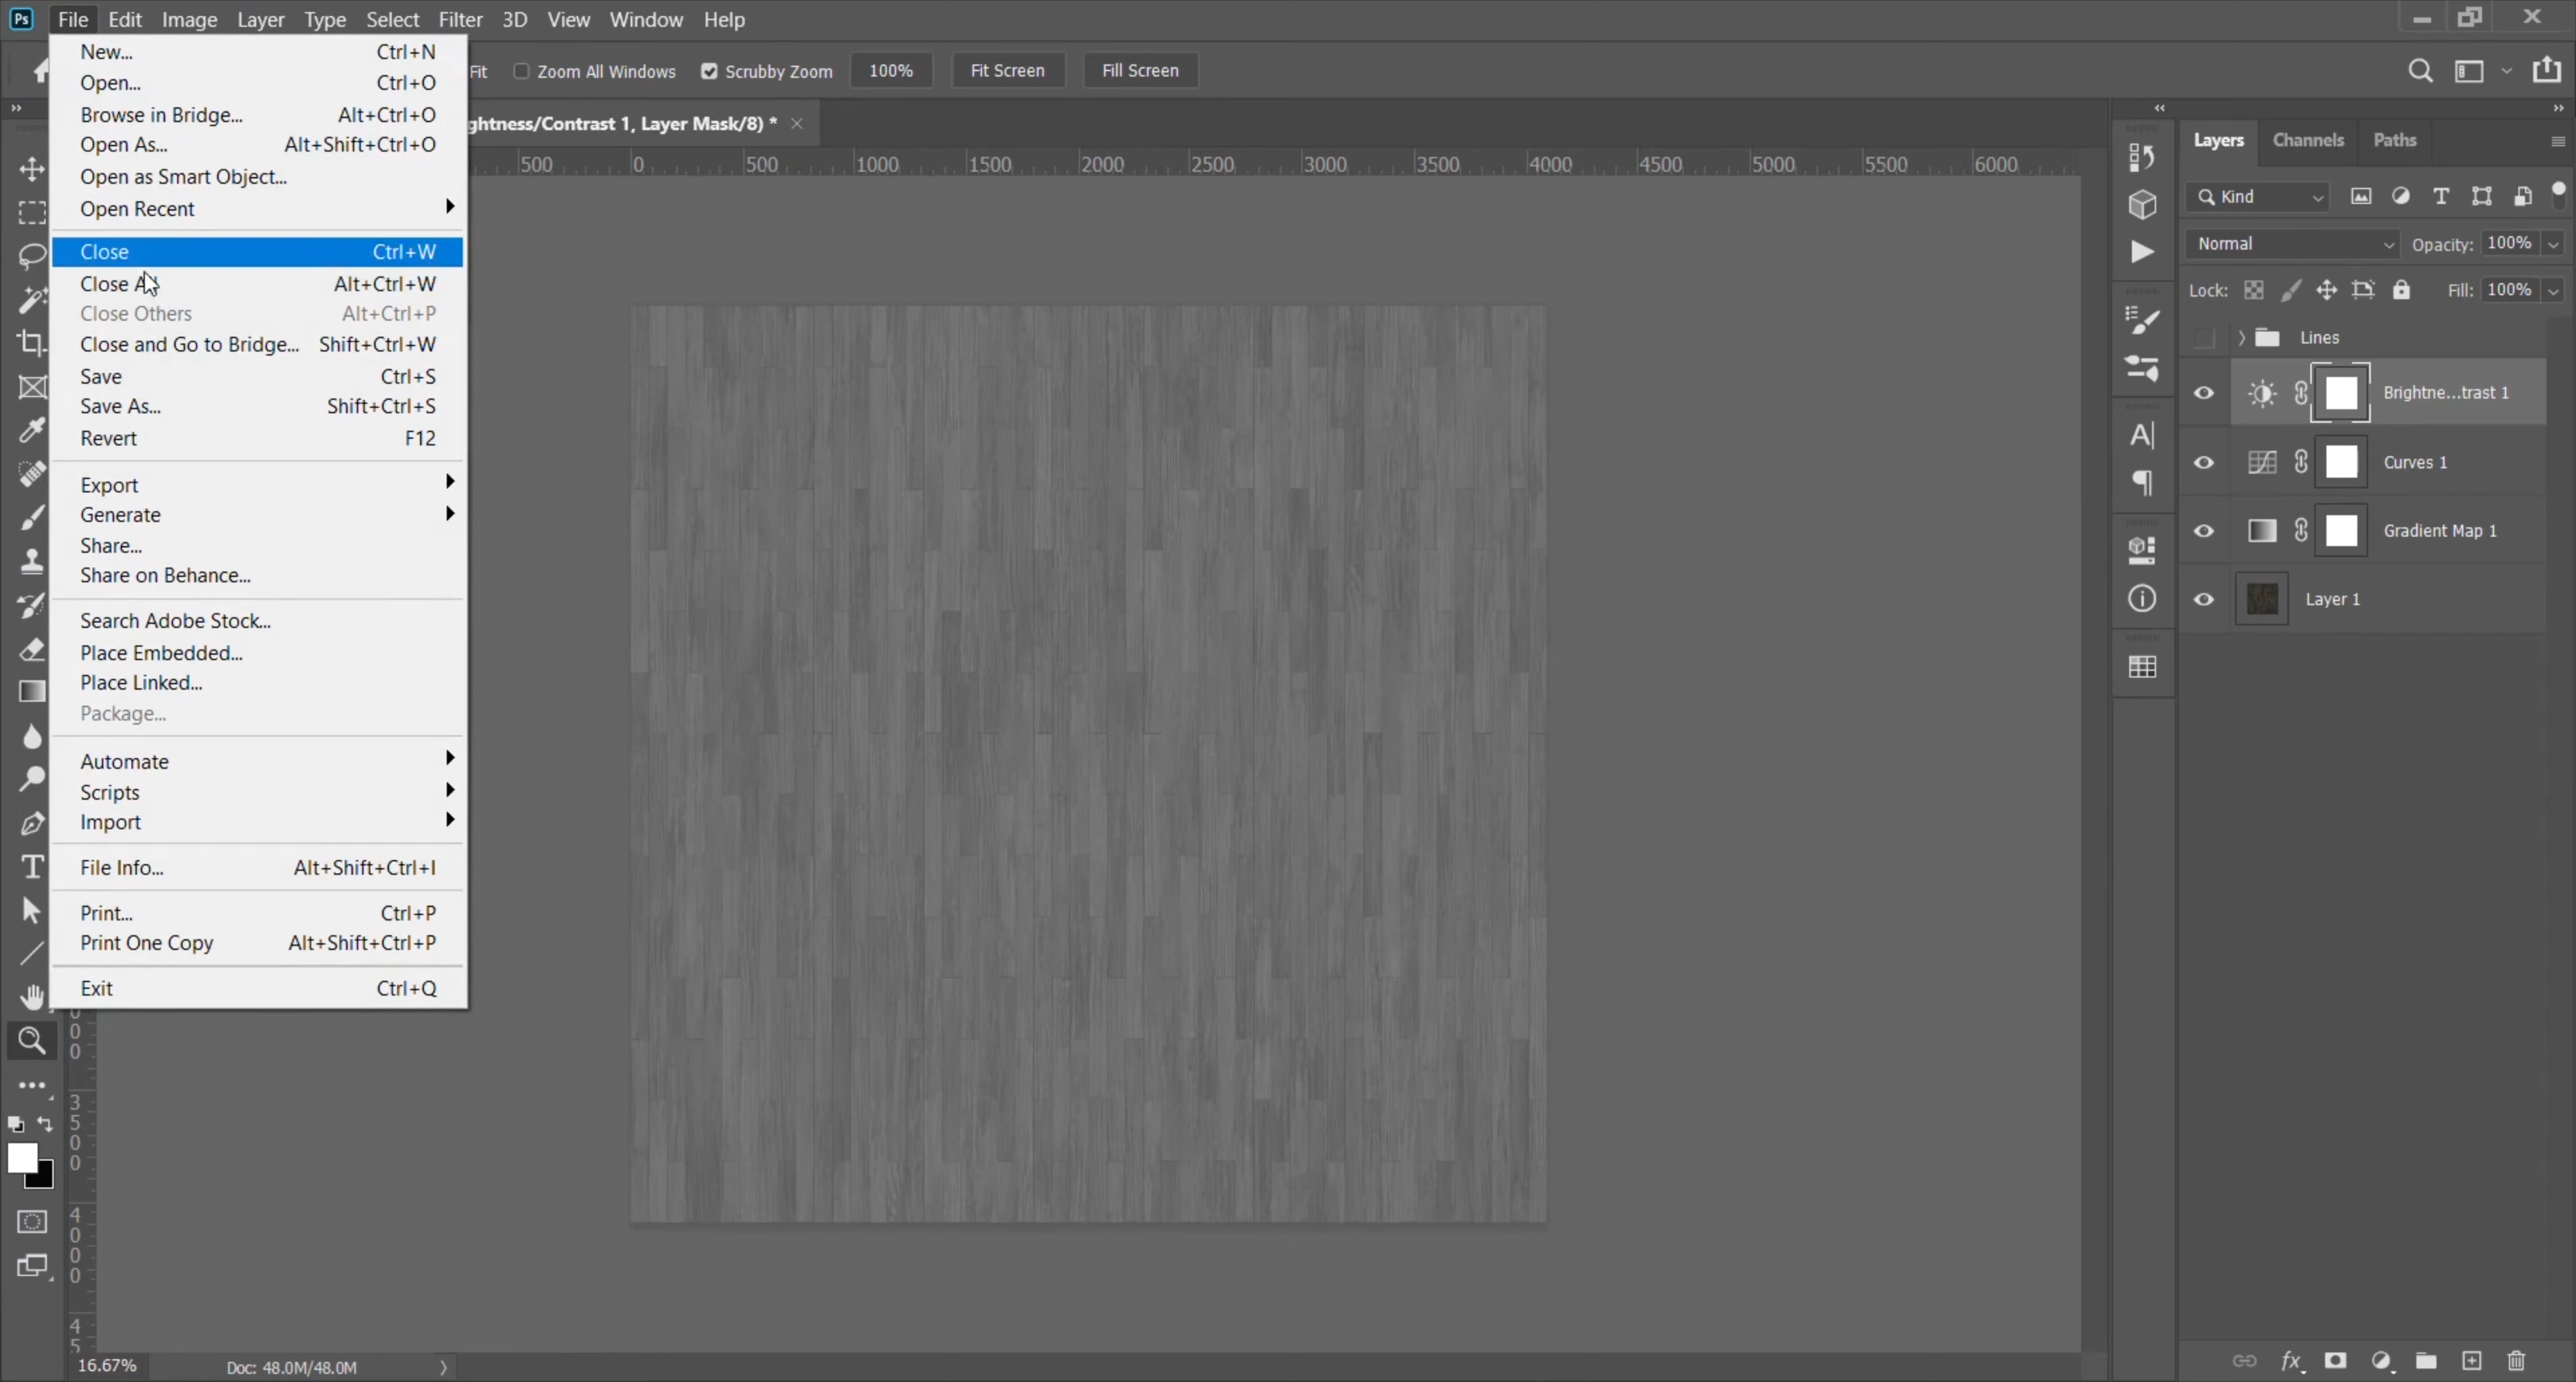 Ps File Edit Image Layer Type Select Filter 3D View Window Help
Fit Zoom All Windows Scrubby Zoom 100% Fit Screen Fill Screen
ghtness/Contrast 1, Layer Mask/8) *
500 0 500 1000 1500 2000 2500 3000 3500 4000 4500 5000 5500 6000
New... Ctrl+N
Open... Ctrl+O
Browse in Bridge... Alt+Ctrl+O
Open As... Alt+Shift+Ctrl+O
Open as Smart Object...
Open Recent
Close Ctrl+W
Close All Alt+Ctrl+W
Close Others Alt+Ctrl+P
Close and Go to Bridge... Shift+Ctrl+W
Save Ctrl+S
Save As... Shift+Ctrl+S
Revert F12
Export
Generate
Share...
Share on Behance...
Search Adobe Stock...
Place Embedded...
Place Linked...
Package...
Automate
Scripts
Import
File Info... Alt+Shift+Ctrl+I
Print... Ctrl+P
Print One Copy Alt+Shift+Ctrl+P
Exit Ctrl+Q
3500
4000
45
16.67% Doc: 48.0M/48.0M
Layers Channels Paths
Kind
Normal Opacity: 100%
Lock: Fill: 100%
Lines
Brightne...trast 1
Curves 1
Gradient Map 1
Layer 1
fx